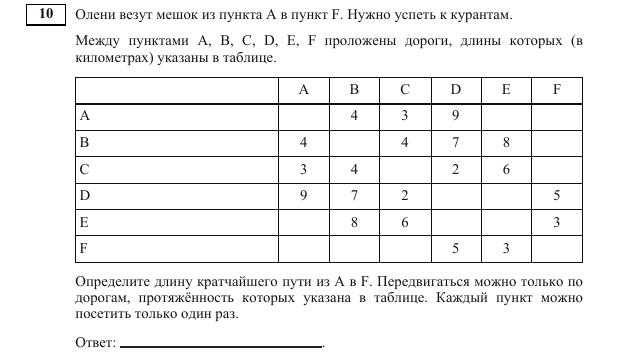 10 Олени везут мешок из пункта А в пункт F. Нужно успеть к курантам.
Между пунктами A, B, C, D, E, F проложены дороги, длины которых (в
километрах) указаны в таблице.
A B C D E F
A 4 3 9
B 4 4 7 8
C 3 4 2 6
D 9 7 2 5
E 8 6 3
F 5 3
Определите длину кратчайшего пути из A в F. Передвигаться можно только по
дорогам, протяжённость которых указана в таблице. Каждый пункт можно
посетить только один раз.
Ответ: .